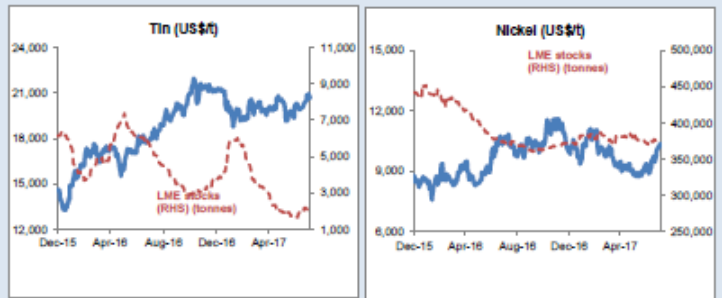 Tin (US$/t)
24,000
21,000
18,000
15,000
12,000
11,000
9,000
7,000
5,000
3,000
1,000
LME stocks
(RHS) (tonnes)
Dec-15 Apr-16 Aug-16 Dec-16 Apr-17
Nickel (US$/t)
15,000
12,000
9,000
6,000
500,000
450,000
400,000
350,000
300,000
250,000
LME stocks
(RHS) (tonnes)
Dec-15 Apr-16 Aug-16 Dec-16 Apr-17